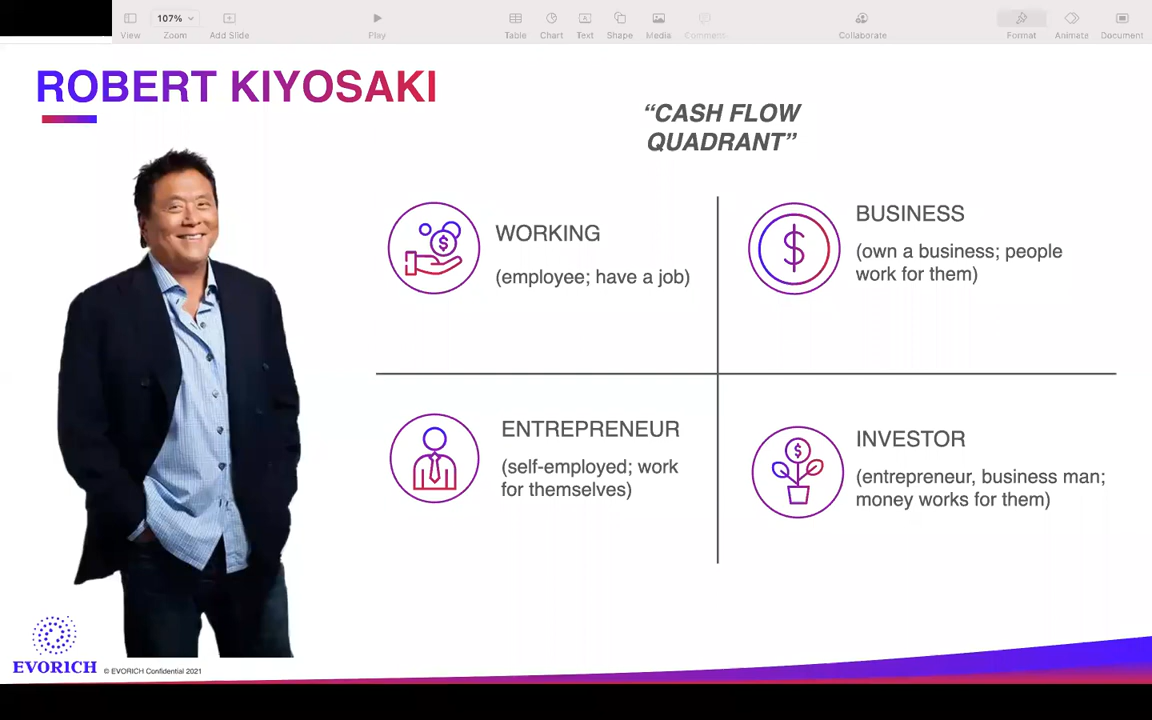 107%
View
Zoom
Add Slide
Play
Table
Chart
Text
Shape
Media
Comment
Collaborate
Format
Animate
Document
ROBERT KIYOSAKI
“CASH FLOW
QUADRANT”
WORKING
(employee; have a job)
BUSINESS
(own a business; people
work for them)
ENTREPRENEUR
(self-employed; work
for themselves)
INVESTOR
(entrepreneur, business man;
money works for them)
EVORICH
© EVORICH Confidential 2021